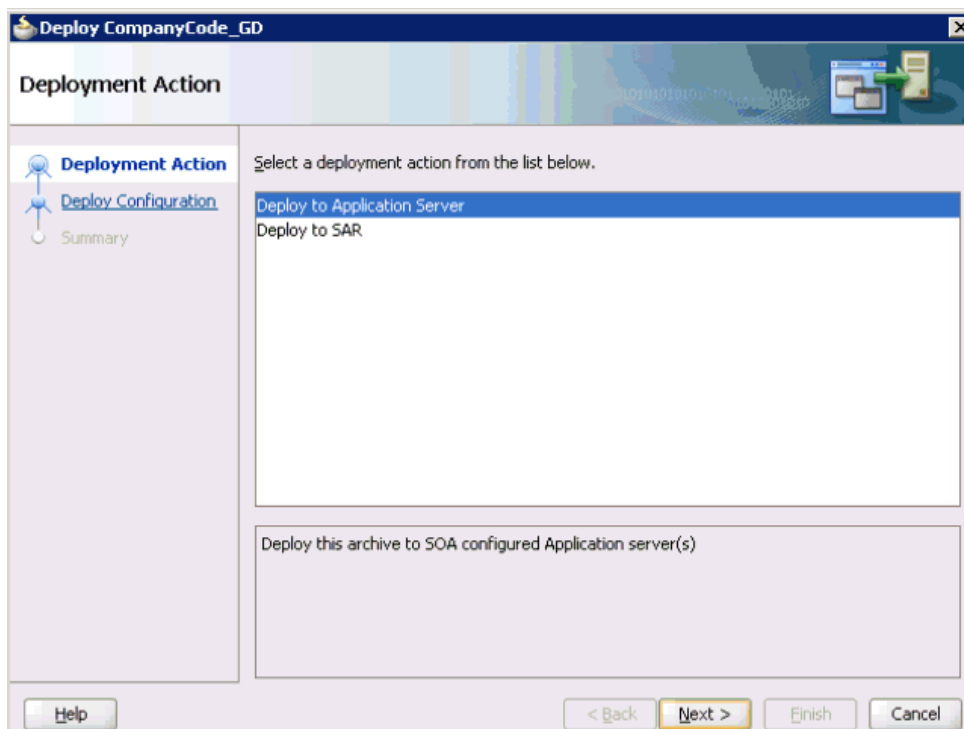 Deploy CompanyCode_GD
Deployment Action
Deployment Action
Deploy Configuration
Summary
Select a deployment action from the list below.
Deploy to Application Server
Deploy to SAR
Deploy this archive to SOA configured Application server(s)
Help
< Back
Next >
Finish
Cancel